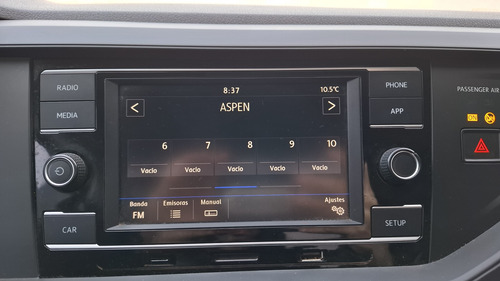 RADIO
MEDIA
CAR
8:37
10.5°C
<
ASPEN
>
6 7 8 9 10
Vacío Vacío Vacío Vacío Vacío
Banda Emisoras Manual Ajustes
FM
PHONE
APP
SETUP
PASSENGER AIR
ON